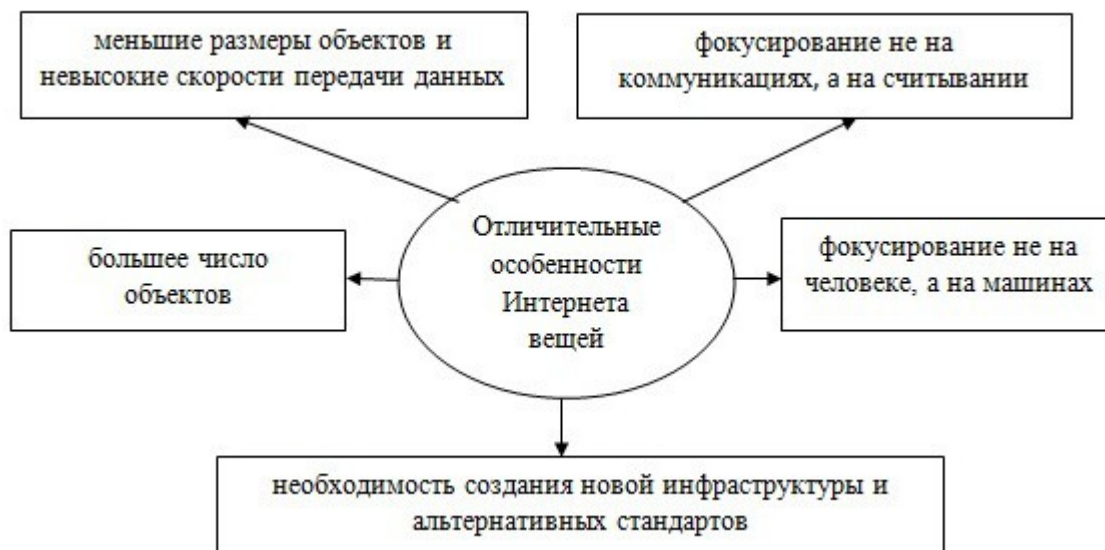 меньшие размеры объектов и
невысокие скорости передачи данных
фокусирование не на
коммуникациях, а на считывании
Отличительные
особенности
Интернета
вещей
большее число
объектов
фокусирование не на
человеке, а на машинах
необходимость создания новой инфраструктуры и
альтернативных стандартов